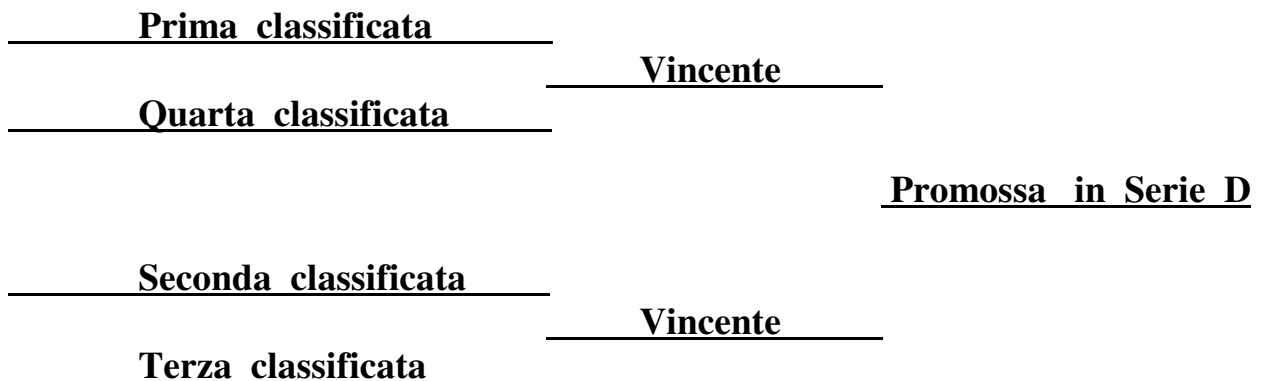 Prima classificata
Vincente
Quarta classificata
Promossa in Serie D
Seconda classificata
Vincente
Terza classificata